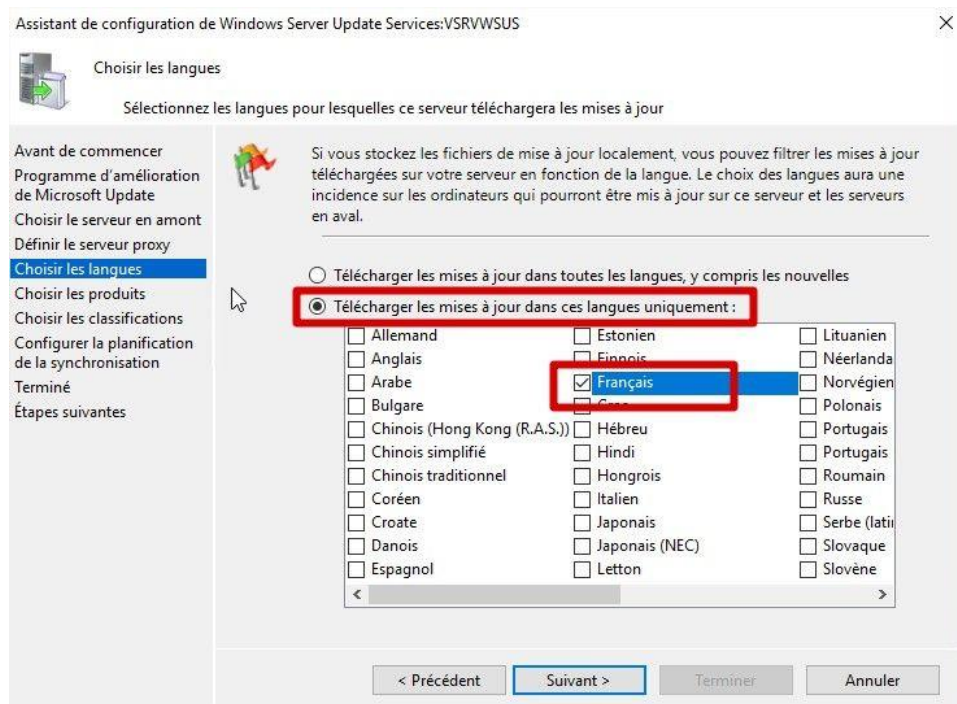 Assistant de configuration de Windows Server Update Services:VSRVWSUS
Choisir les langues
Sélectionnez les langues pour lesquelles ce serveur téléchargera les mises à jour
Avant de commencer
Programme d'amélioration
de Microsoft Update
Choisir le serveur en amont
Définir le serveur proxy
Choisir les langues
Choisir les produits
Choisir les classifications
Configurer la planification
de la synchronisation
Terminé
Étapes suivantes
Si vous stockez les fichiers de mise à jour localement, vous pouvez filtrer les mises à jour
téléchargées sur votre serveur en fonction de la langue. Le choix des langues aura une
incidence sur les ordinateurs qui pourront être mis à jour sur ce serveur et les serveurs
en aval.
Télécharger les mises à jour dans toutes les langues, y compris les nouvelles
Télécharger les mises à jour dans ces langues uniquement :
Allemand
Anglais
Arabe
Bulgare
Chinois (Hong Kong (R.A.S.))
Chinois simplifié
Chinois traditionnel
Coréen
Croate
Danois
Espagnol
Estonien
Finnois
Français
Hébreu
Hindi
Hongrois
Italien
Japonais
Japonais (NEC)
Letton
Lituanien
Néerlanda
Norvégien
Polonais
Portugais
Portugais
Roumain
Russe
Serbe (lati
Slovaque
Slovène
< Précédent
Suivant >
Terminer
Annuler